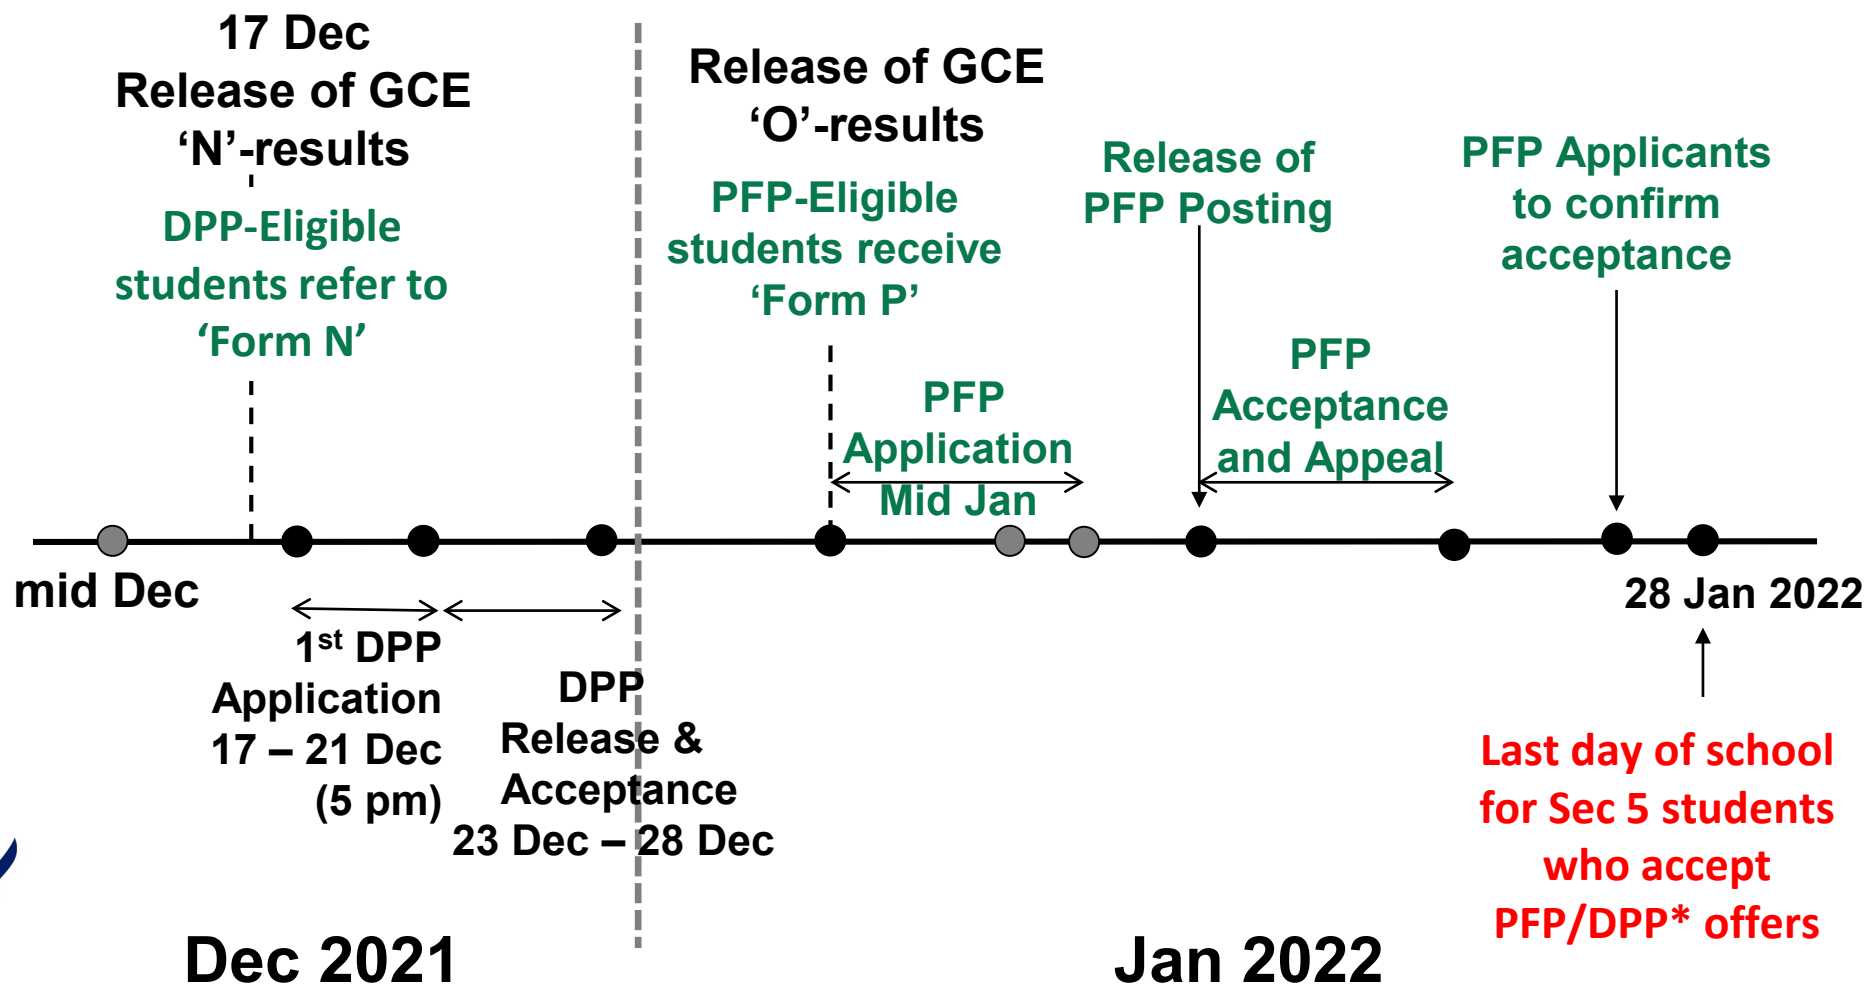 17 Dec
Release of GCE
‘N’-results
DPP-Eligible
students refer to
‘Form N’
Release of GCE
‘O’-results
PFP-Eligible
students receive
‘Form P’
Release of
PFP Posting
PFP Applicants
to confirm
acceptance
PFP
Application
Mid Jan
PFP
Acceptance
and Appeal
mid Dec
28 Jan 2022
1st DPP
Application
17 – 21 Dec
(5 pm)
DPP
Release &
Acceptance
23 Dec – 28 Dec
Last day of school
for Sec 5 students
who accept
PFP/DPP* offers
Dec 2021
Jan 2022